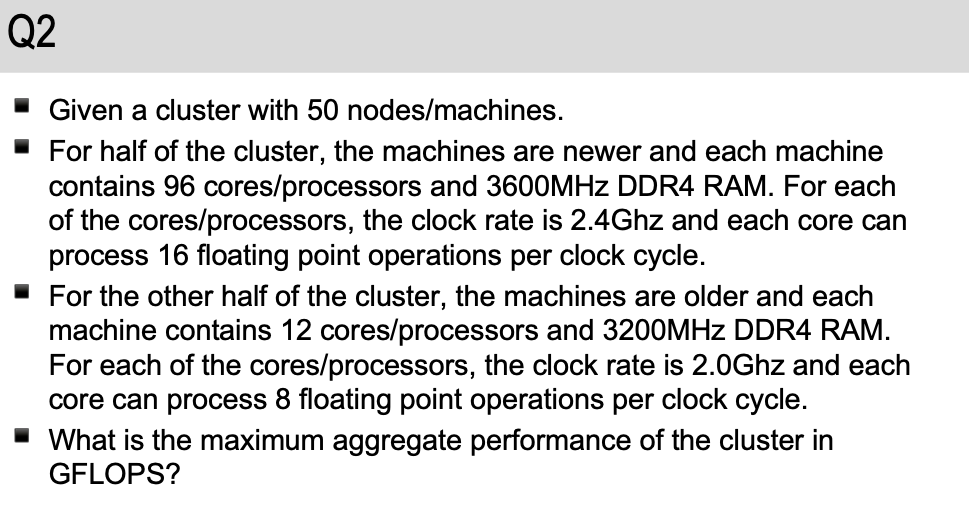 Q2
▪ Given a cluster with 50 nodes/machines.
▪ For half of the cluster, the machines are newer and each machine
contains 96 cores/processors and 3600MHz DDR4 RAM. For each
of the cores/processors, the clock rate is 2.4Ghz and each core can
process 16 floating point operations per clock cycle.
▪ For the other half of the cluster, the machines are older and each
machine contains 12 cores/processors and 3200MHz DDR4 RAM.
For each of the cores/processors, the clock rate is 2.0Ghz and each
core can process 8 floating point operations per clock cycle.
▪ What is the maximum aggregate performance of the cluster in
GFLOPS?